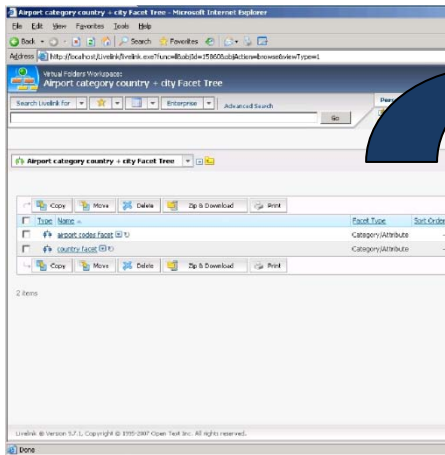 Airport category country + city Facet Tree - Microsoft Internet Explorer
File Edit View Favorites Tools Help
Back Search Favorites
Address http://localhost/Livelink/livelink.exe?func=ll&objId=15860&objAction=browse&viewType=1
Virtual Folders Workspace:
Airport category country + city Facet Tree
Search Livelink for Enterprise Advanced Search
Go
Airport category country + city Facet Tree
Copy Move Delete Zip & Download Print
Type Name Facet Type Sort Order
airport codes facet Category/Attribute -
country facet Category/Attribute -
Copy Move Delete Zip & Download Print
2 items
Livelink ® Version 9.7.1, Copyright © 1995-2007 Open Text Inc. All rights reserved.
Done